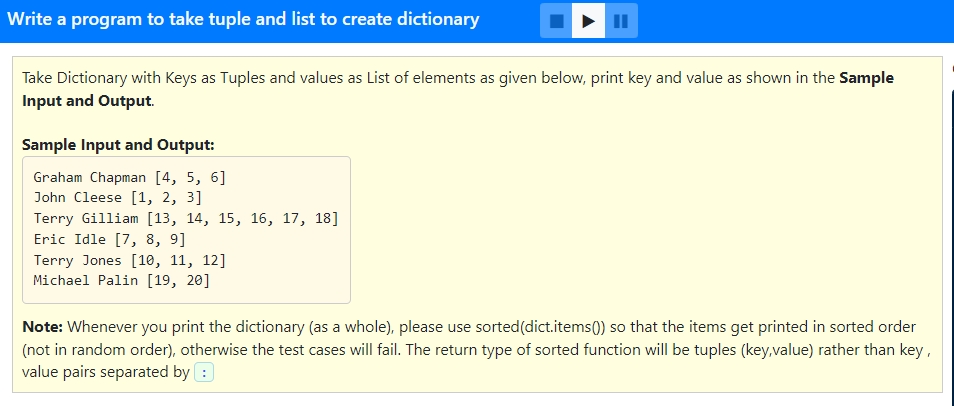 Write a program to take tuple and list to create dictionary
Take Dictionary with Keys as Tuples and values as List of elements as given below, print key and value as shown in the Sample
Input and Output.
Sample Input and Output:
Graham Chapman [4, 5, 6]
John Cleese [1, 2, 3]
Terry Gilliam [13, 14, 15, 16, 17, 18]
Eric Idle [7, 8, 9]
Terry Jones [10, 11, 12]
Michael Palin [19, 20]
Note: Whenever you print the dictionary (as a whole), please use sorted(dict.items()) so that the items get printed in sorted order
(not in random order), otherwise the test cases will fail. The return type of sorted function will be tuples (key,value) rather than key ,
value pairs separated by :